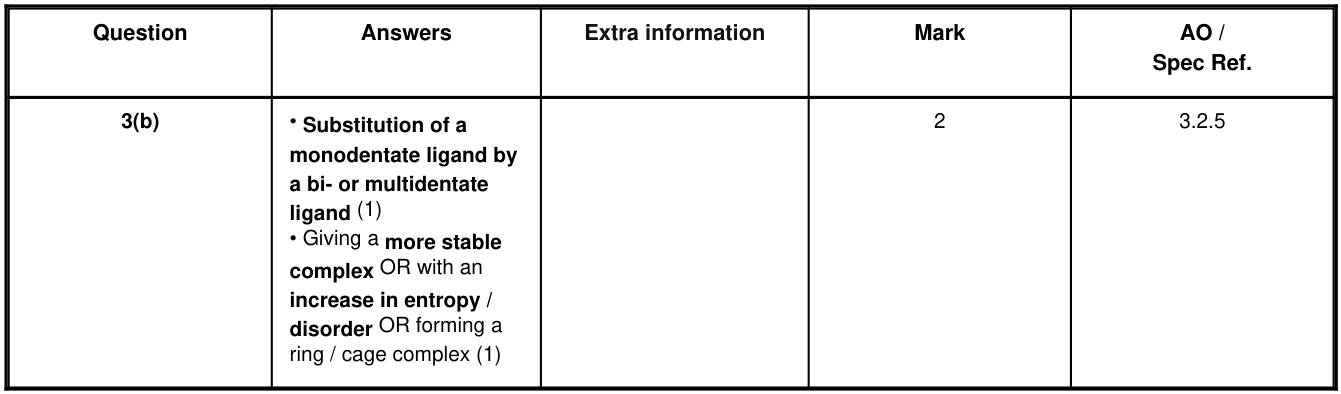 Question Answers Extra information Mark AO /
Spec Ref.
3(b) • Substitution of a 2 3.2.5
monodentate ligand by
a bi- or multidentate
ligand (1)
• Giving a more stable
complex OR with an
increase in entropy /
disorder OR forming a
ring / cage complex (1)